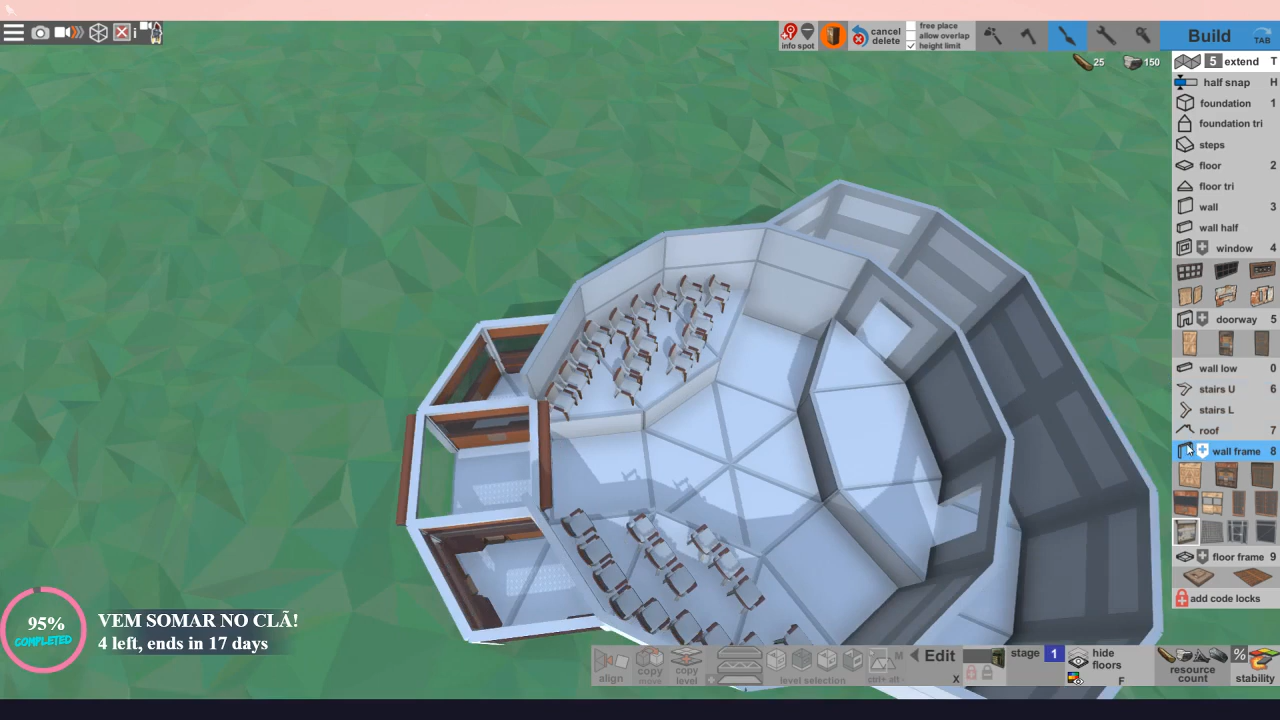 i
info spot
cancel
delete
free place
allow overlap
height limit
Build
TAB
25
150
5 extend T
half snap H
foundation 1
foundation tri
steps
floor 2
floor tri
wall 3
wall half
window 4
doorway 5
wall low 0
stairs U 6
stairs L
roof 7
wall frame 8
floor frame 9
add code locks
95%
COMPLETED
VEM SOMAR NO CLÃ!
4 left, ends in 17 days
align
copy
move
copy
level
level selection
M
ctrl+ alt -
Edit
X
stage 1
hide
floors
F
resource
count
%
stability